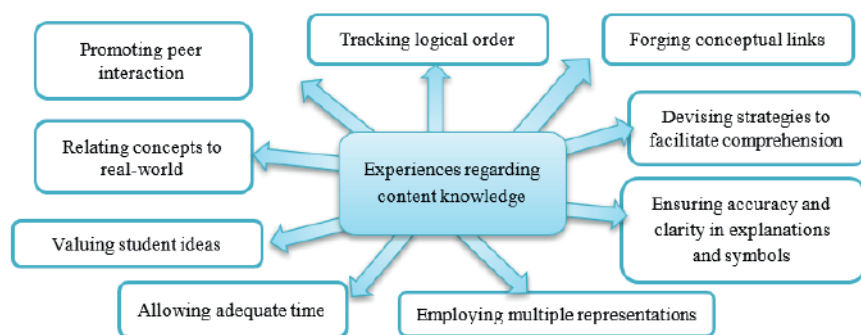 Promoting peer
interaction
Tracking logical order
Forging conceptual links
Relating concepts to
real-world
Experiences regarding
content knowledge
Devising strategies to
facilitate comprehension
Valuing student ideas
Ensuring accuracy and
clarity in explanations
and symbols
Allowing adequate time
Employing multiple representations